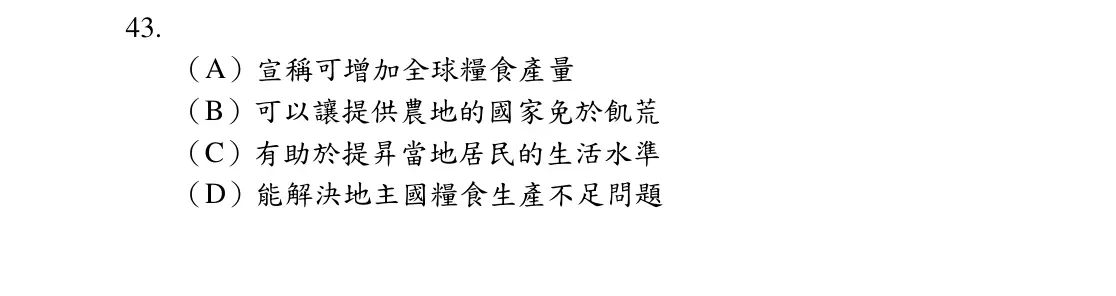 43.
（A）宣稱可增加全球糧食產量
（B）可以讓提供農地的國家免於飢荒
（C）有助於提昇當地居民的生活水準
（D）能解決地主國糧食生產不足問題